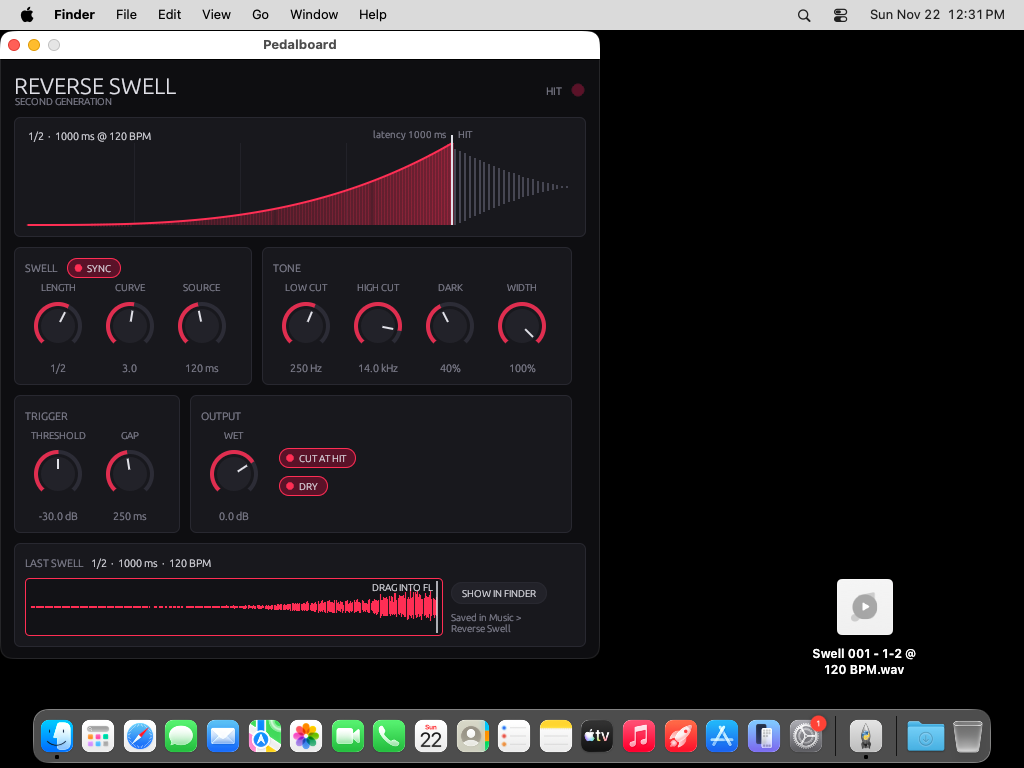 Finder File Edit View Go Window Help Sun Nov 22 12:31 PM
Pedalboard
REVERSE SWELL
SECOND GENERATION
HIT
1/2 · 1000 ms @ 120 BPM
latency 1000 ms
HIT
SWELL SYNC
LENGTH CURVE SOURCE
1/2 3.0 120 ms
TONE
LOW CUT HIGH CUT DARK WIDTH
250 Hz 14.0 kHz 40% 100%
TRIGGER
THRESHOLD GAP
-30.0 dB 250 ms
OUTPUT
WET
0.0 dB
CUT AT HIT
DRY
LAST SWELL 1/2 · 1000 ms · 120 BPM
DRAG INTO FL
SHOW IN FINDER
Saved in Music >
Reverse Swell
Swell 001 - 1-2 @
120 BPM.wav
Sun
22
tv
1